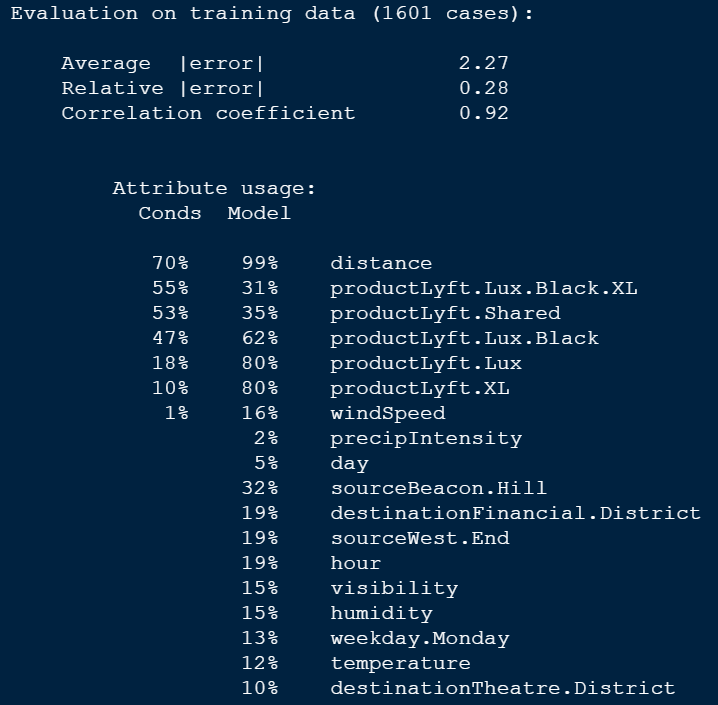 Evaluation on training data (1601 cases):
Average |error| 2.27
Relative |error| 0.28
Correlation coefficient 0.92
Attribute usage:
Conds Model
70% 99% distance
55% 31% productLyft.Lux.Black.XL
53% 35% productLyft.Shared
47% 62% productLyft.Lux.Black
18% 80% productLyft.Lux
10% 80% productLyft.XL
1% 16% windSpeed
2% precipIntensity
5% day
32% sourceBeacon.Hill
19% destinationFinancial.District
19% sourceWest.End
19% hour
15% visibility
15% humidity
13% weekday.Monday
12% temperature
10% destinationTheatre.District